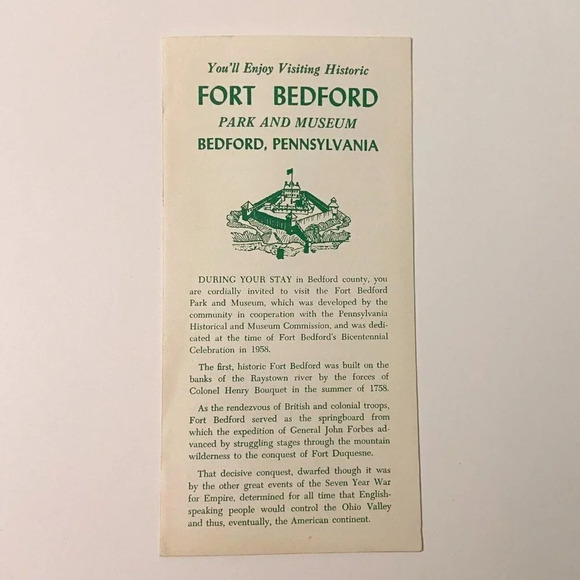 You'll Enjoy Visiting Historic
FORT BEDFORD
PARK AND MUSEUM
BEDFORD, PENNSYLVANIA
DURING YOUR STAY in Bedford county, you
are cordially invited to visit the Fort Bedford
Park and Museum, which was developed by the
community in cooperation with the Pennsylvania
Historical and Museum Commission, and was dedi-
cated at the time of Fort Bedford's Bicentennial
Celebration in 1958.
The first, historic Fort Bedford was built on the
banks of the Raystown river by the forces of
Colonel Henry Bouquet in the summer of 1758.
As the rendezvous of British and colonial troops,
Fort Bedford served as the springboard from
which the expedition of General John Forbes ad-
vanced by struggling stages through the mountain
wilderness to the conquest of Fort Duquesne.
That decisive conquest, dwarfed though it was
by the other great events of the Seven Year War
for Empire, determined for all time that English-
speaking people would control the Ohio Valley
and thus, eventually, the American continent.